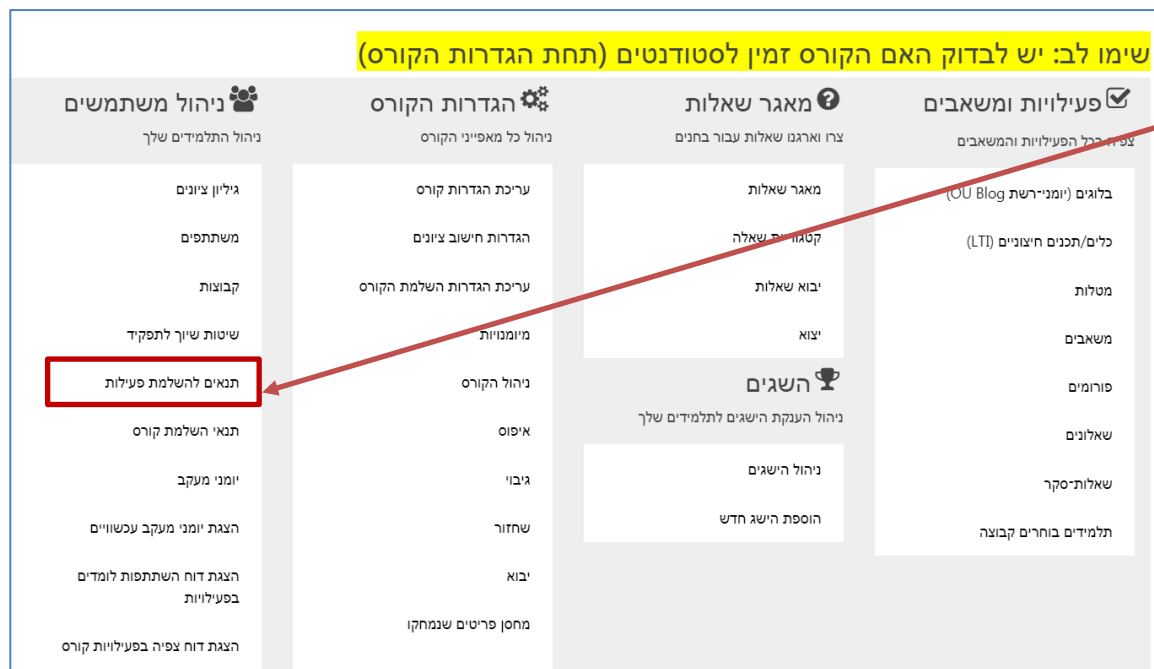 שימו לב: יש לבדוק האם הקורס זמין לסטודנטים (תחת הגדרות הקורס)
פעילויות ומשאבים
צפיה בכל הפעילויות והמשאבים
בלוגים (יומני־רשת OU Blog)
כלים/תכנים חיצוניים (LTI)
מטלות
משאבים
פורומים
שאלונים
שאלות־סקר
תלמידים בוחרים קבוצה
מאגר שאלות
צרו וארגנו שאלות עבור בחנים
מאגר שאלות
קטגוריות שאלה
יבוא שאלות
יצוא
השגים
ניהול הענקת הישגים לתלמידים שלך
ניהול הישגים
הוספת הישג חדש
הגדרות הקורס
ניהול כל מאפייני הקורס
עריכת הגדרות קורס
הגדרות חישוב ציונים
עריכת הגדרות השלמת הקורס
מיומנויות
ניהול הקורס
איפוס
גיבוי
שחזור
יבוא
מחסן פריטים שנמחקו
ניהול משתמשים
ניהול התלמידים שלך
גיליון ציונים
משתתפים
קבוצות
שיטות שיוך לתפקיד
תנאים להשלמת פעילות
תנאי השלמת קורס
יומני מעקב
הצגת יומני מעקב עכשוויים
הצגת דוח השתתפות לומדים
בפעילויות
הצגת דוח צפיה בפעילויות קורס